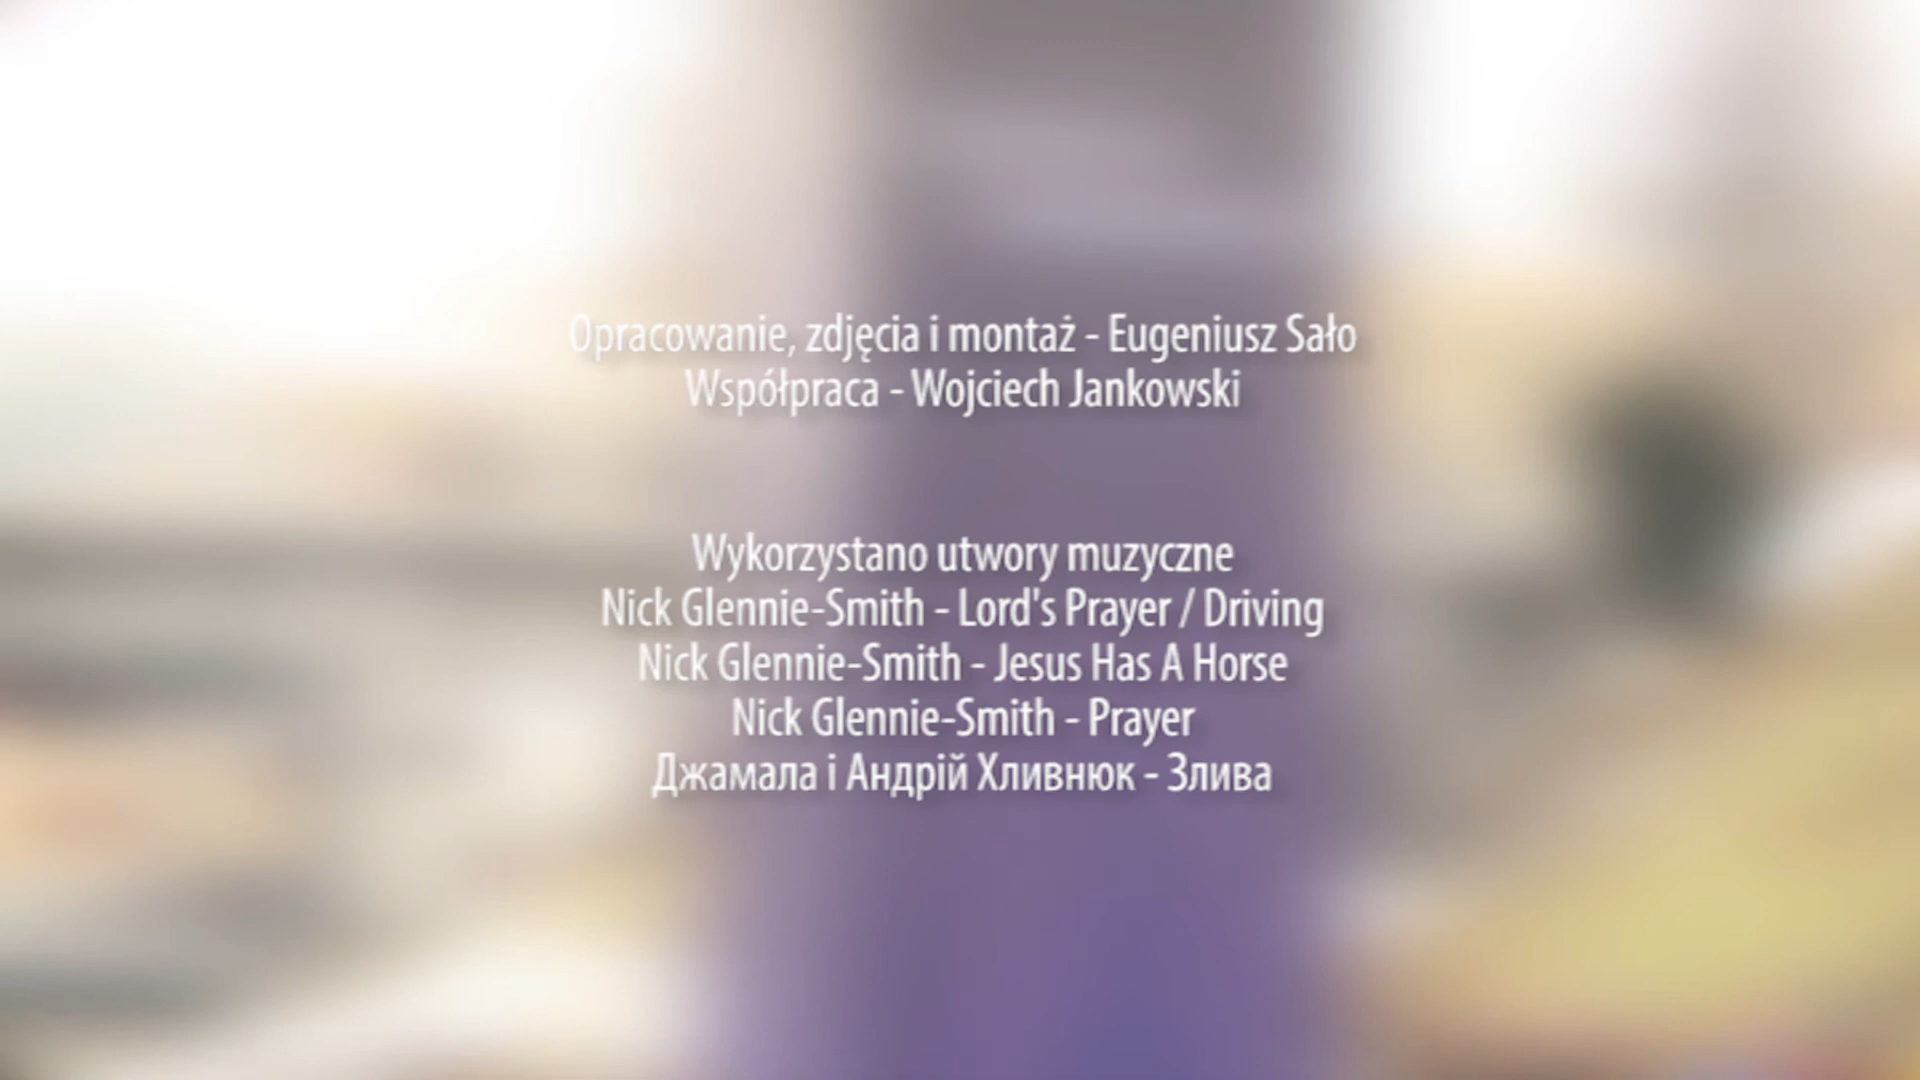 Opracowanie, zdjęcia i montaż - Eugeniusz Sało
Współpraca - Wojciech Jankowski
Wykorzystano utwory muzyczne
Nick Glennie-Smith - Lord's Prayer / Driving
Nick Glennie-Smith - Jesus Has A Horse
Nick Glennie-Smith - Prayer
Джамала і Андрій Хливнюк - Злива